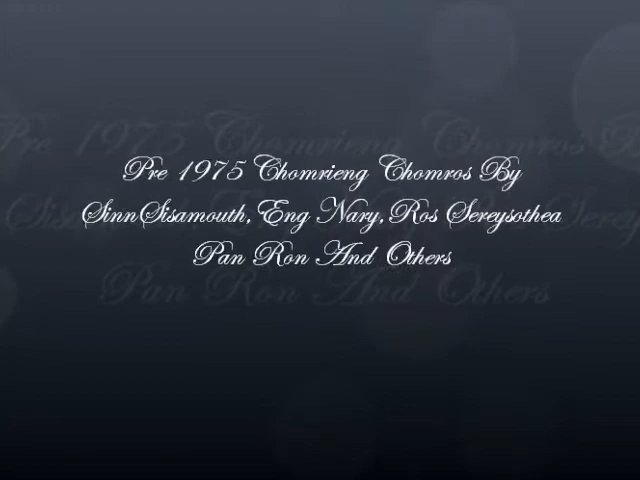 Pre 1975 Chomrieng Chomros By
SinnSisamouth, Eng Nary, Ros Sereysothea
Pan Ron And Others